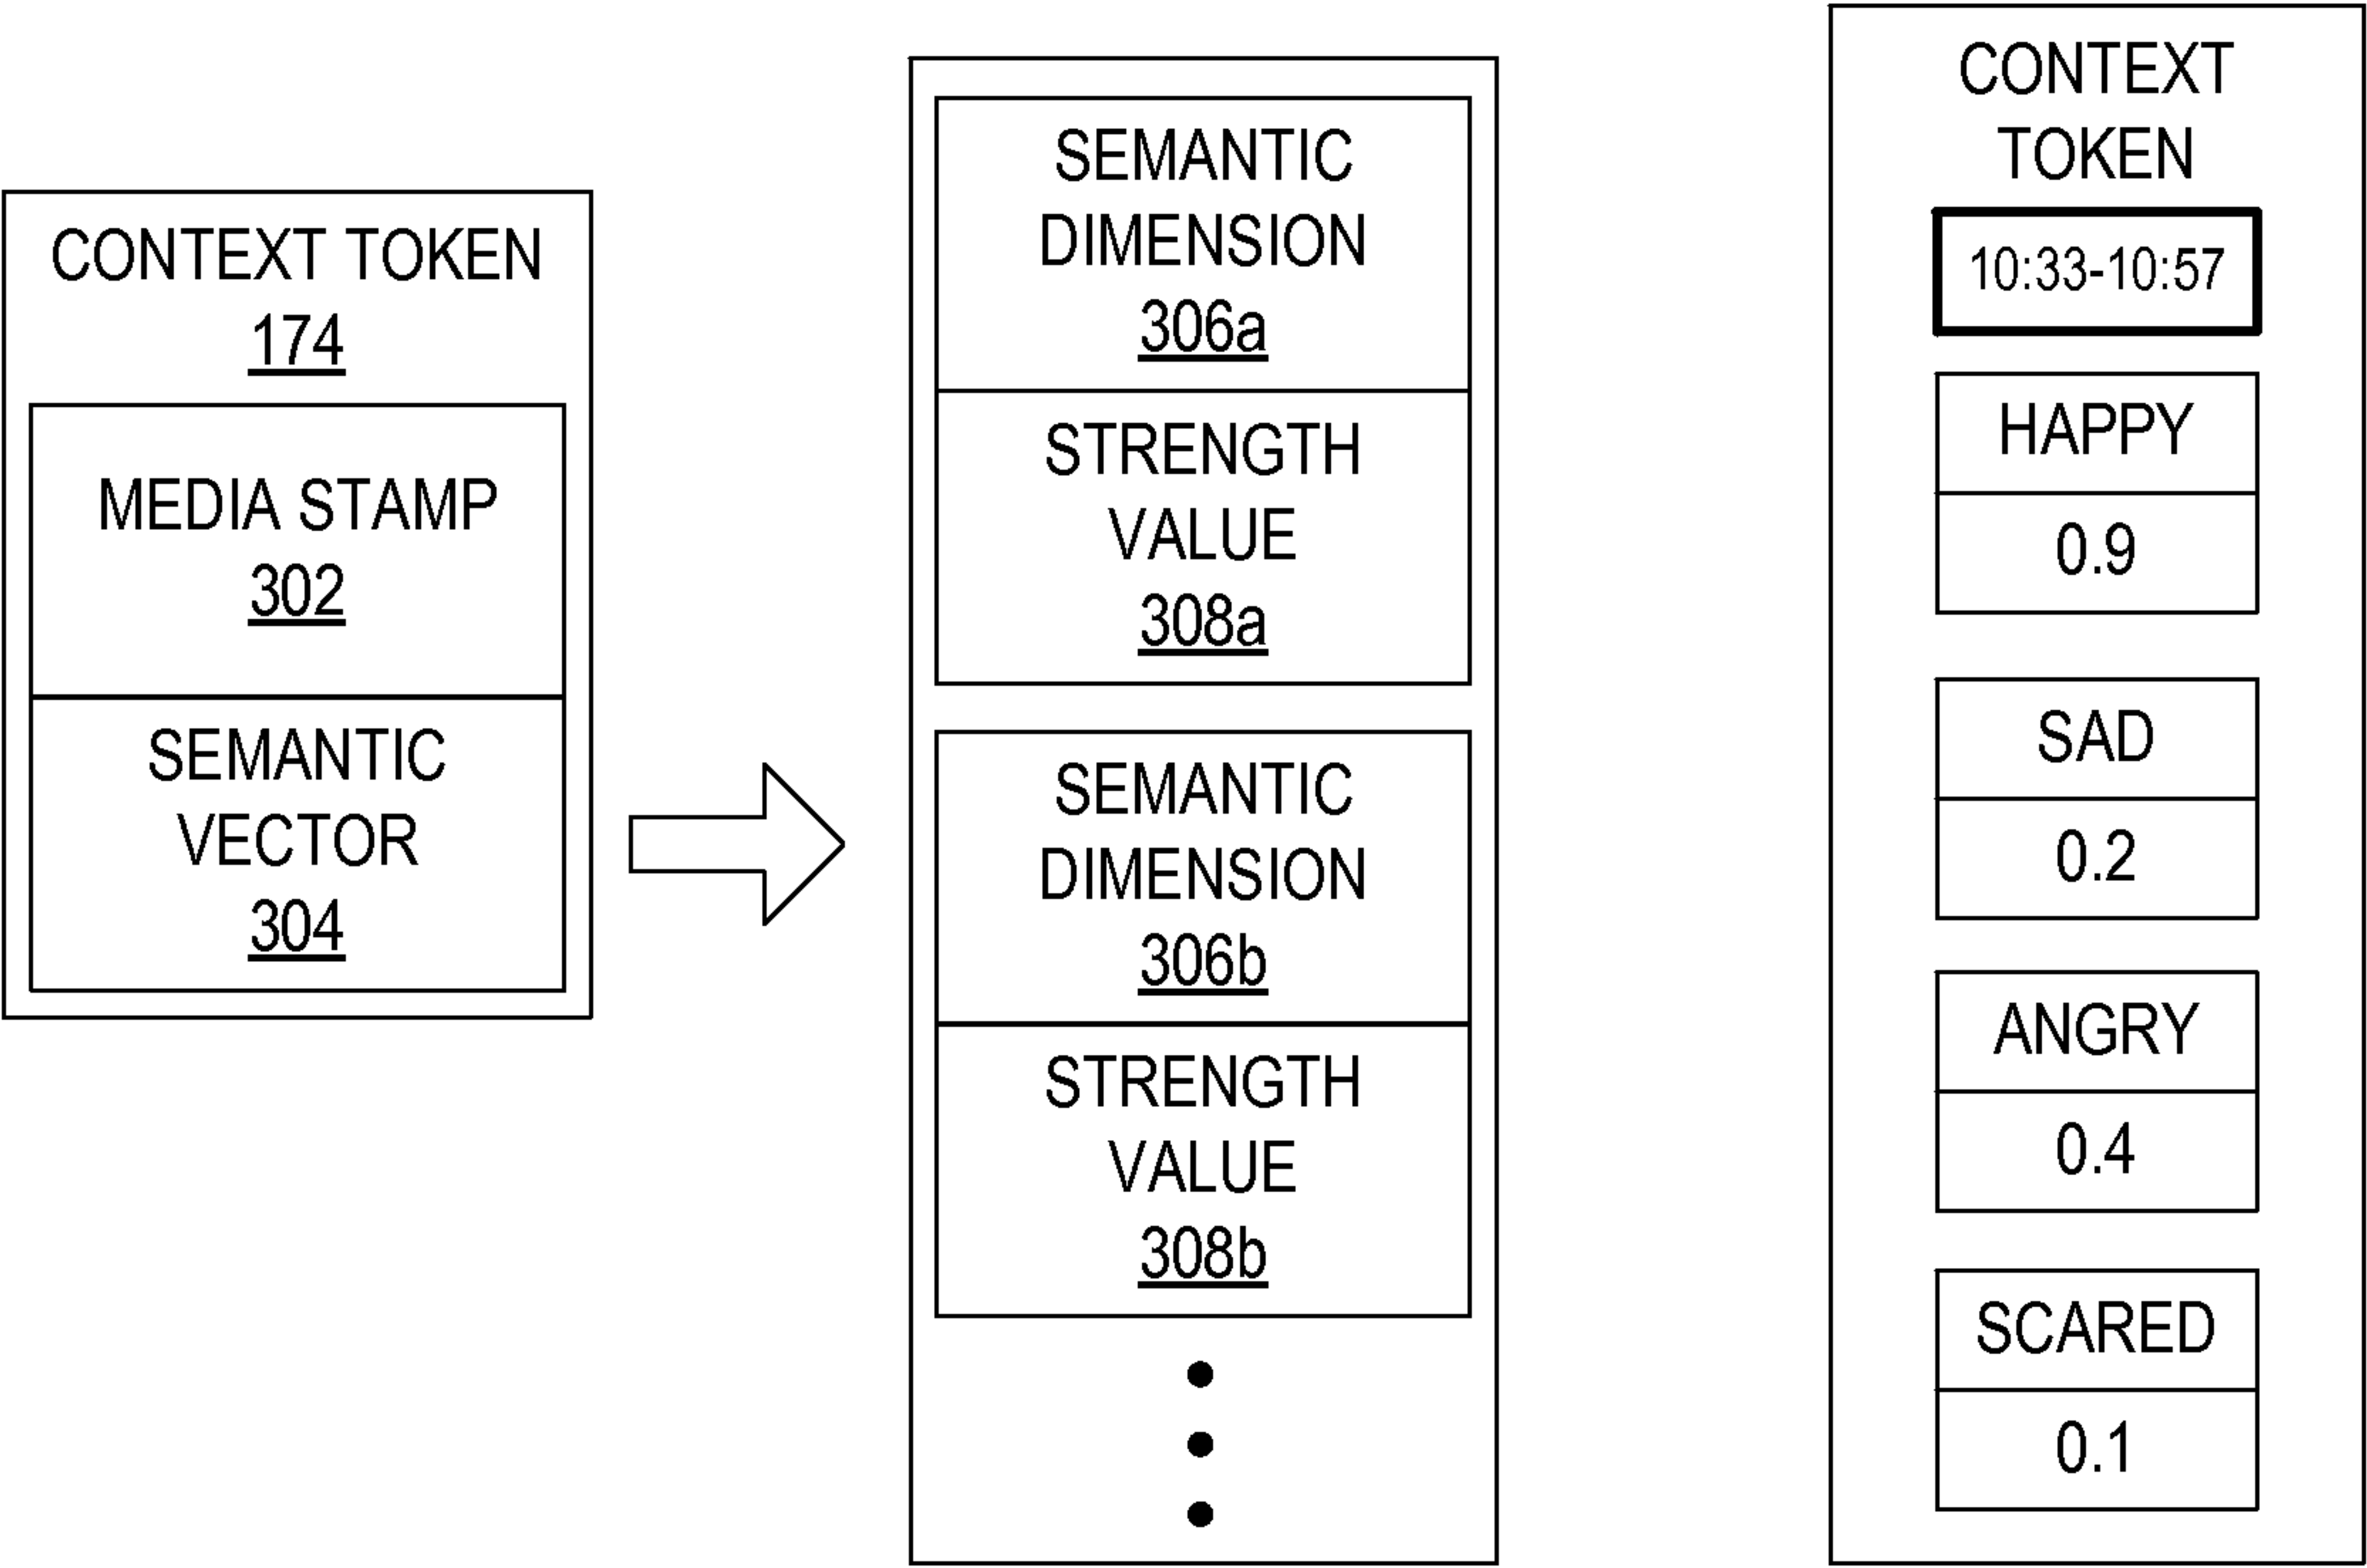 CONTEXT TOKEN
174
MEDIA STAMP
302
SEMANTIC
VECTOR
304
SEMANTIC
DIMENSION
306a
STRENGTH
VALUE
308a
SEMANTIC
DIMENSION
306b
STRENGTH
VALUE
308b
CONTEXT
TOKEN
10:33-10:57
HAPPY
0.9
SAD
0.2
ANGRY
0.4
SCARED
0.1